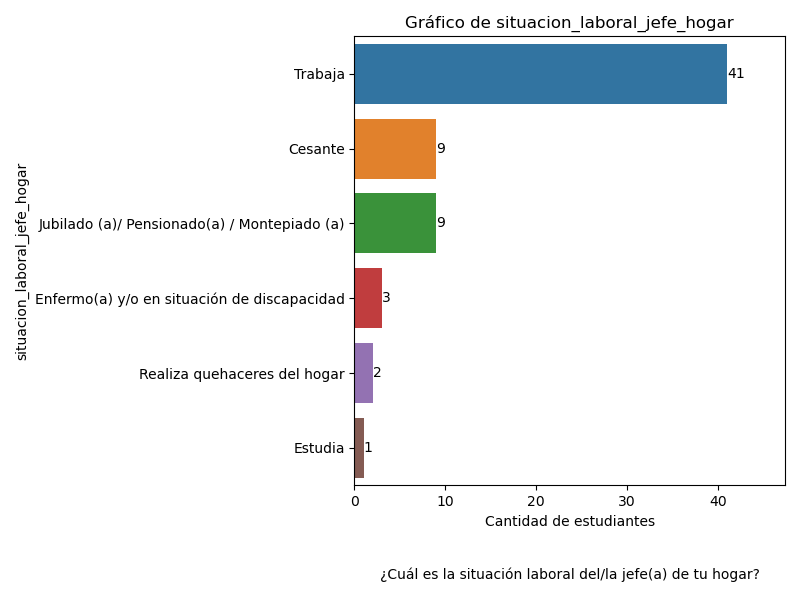 Gráfico de situacion_laboral_jefe_hogar
situacion_laboral_jefe_hogar
Trabaja
41
Cesante
9
Jubilado (a)/ Pensionado(a) / Montepiado (a)
9
Enfermo(a) y/o en situación de discapacidad
3
Realiza quehaceres del hogar
2
Estudia
1
0 10 20 30 40
Cantidad de estudiantes
¿Cuál es la situación laboral del/la jefe(a) de tu hogar?